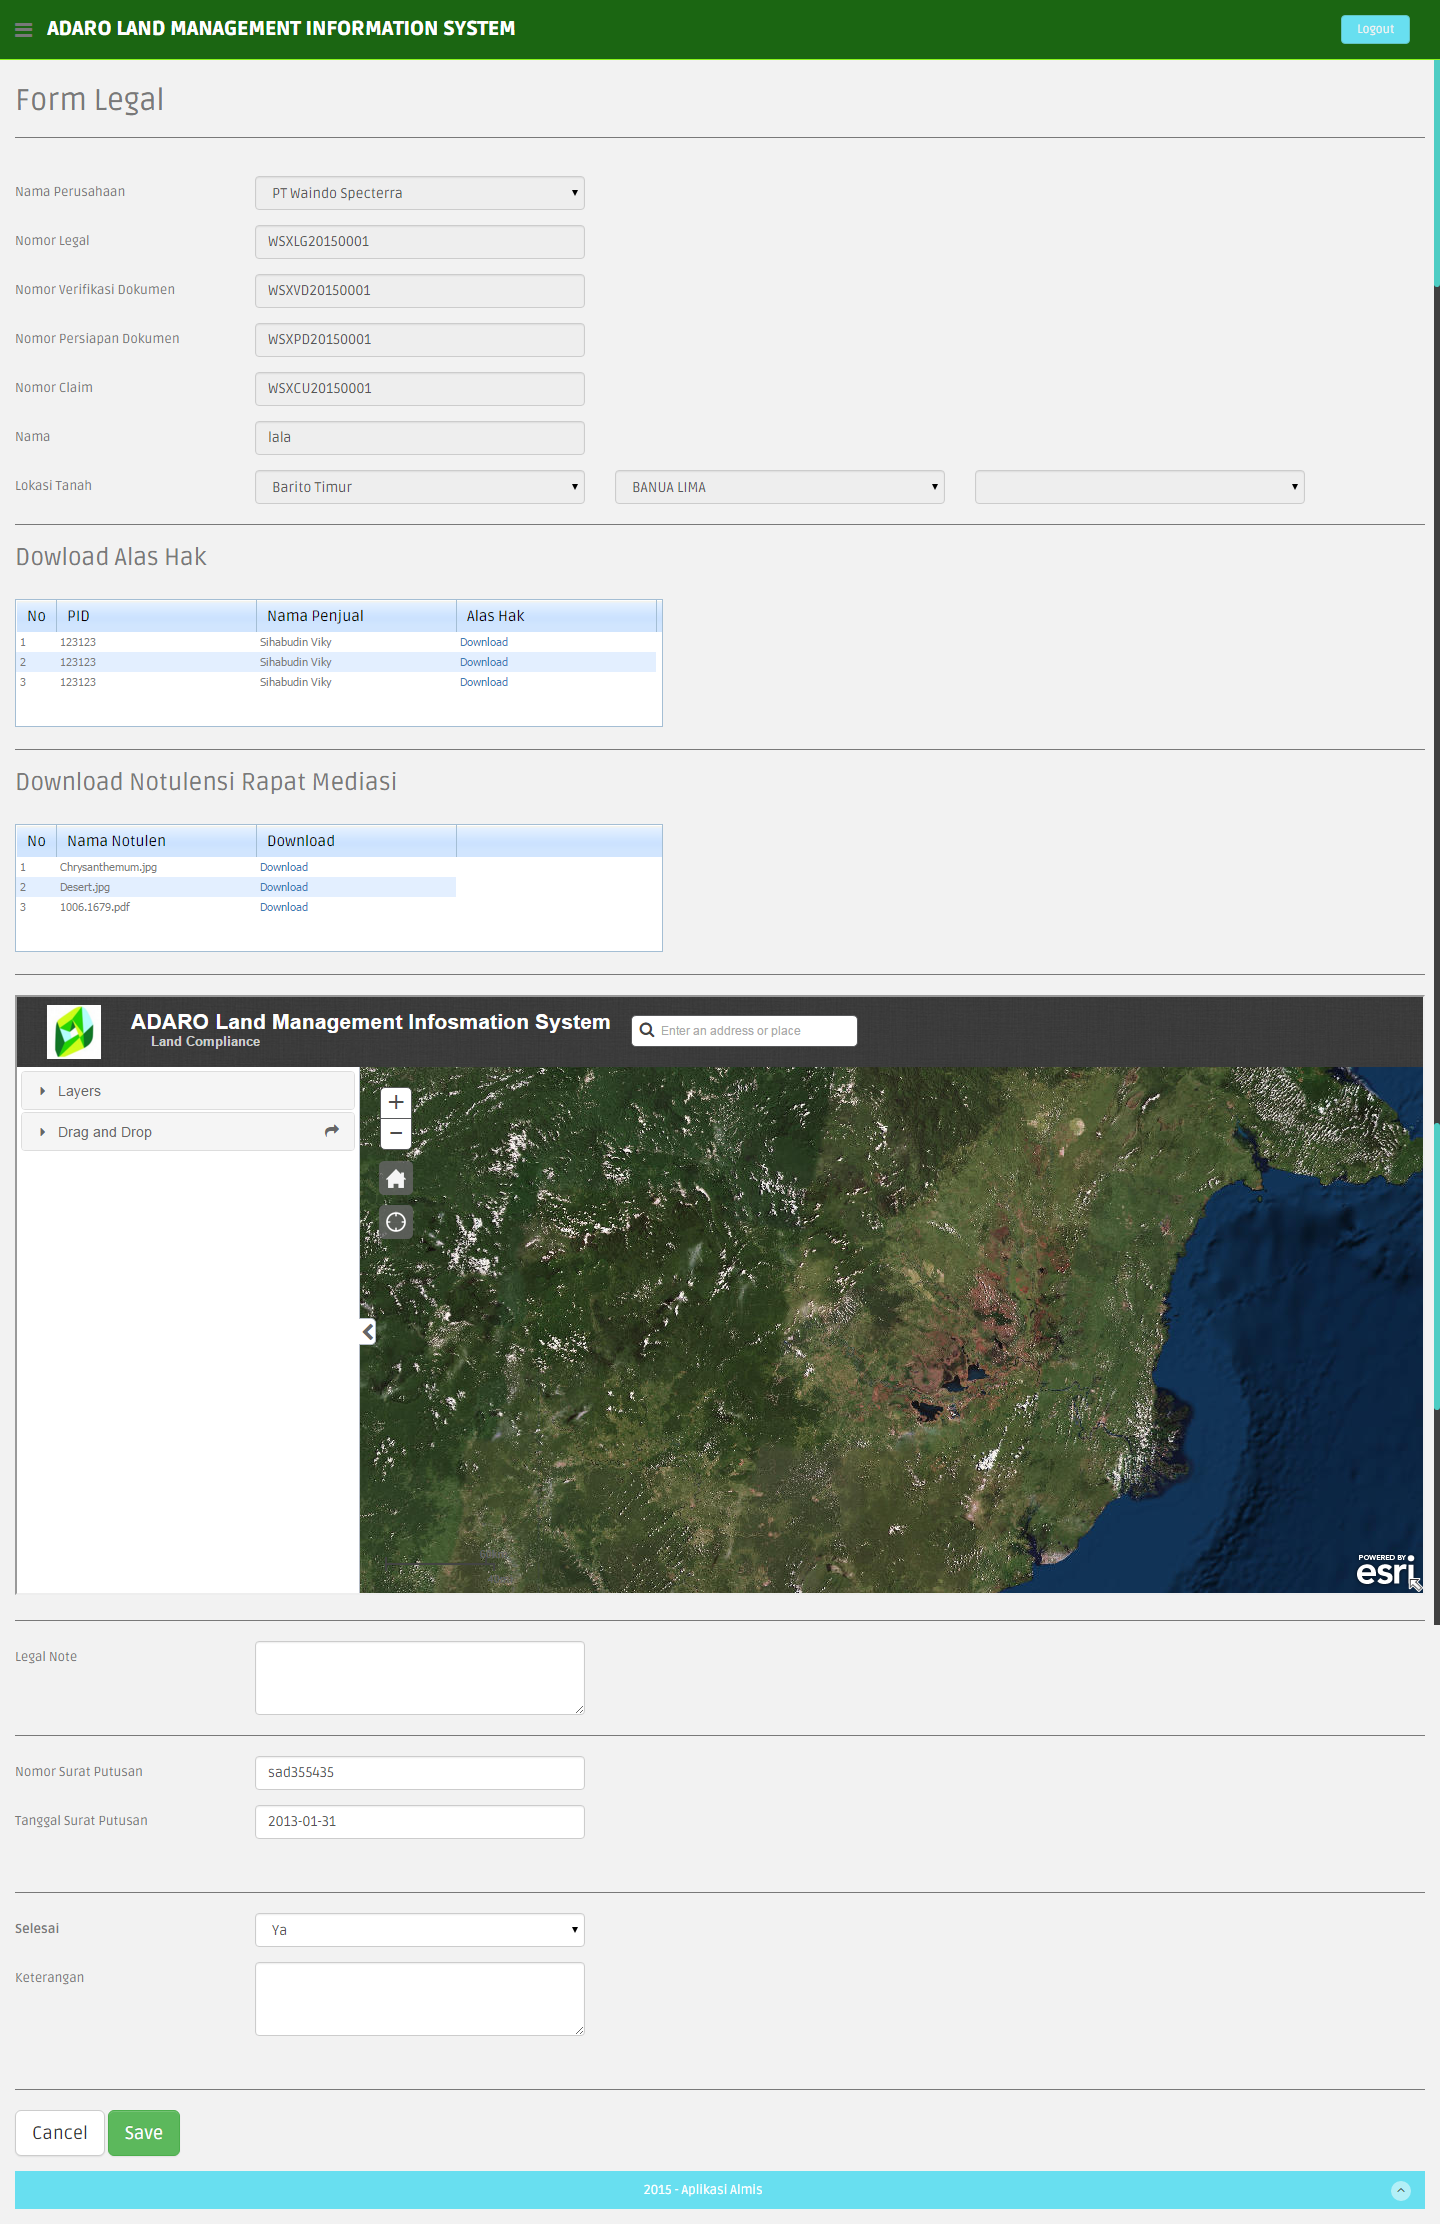 ADARO LAND MANAGEMENT INFORMATION SYSTEM
Logout
Form Legal
Nama Perusahaan
PT Waindo Specterra
Nomor Legal
WSXLG20150001
Nomor Verifikasi Dokumen
WSXVD20150001
Nomor Persiapan Dokumen
WSXPD20150001
Nomor Claim
WSXCU20150001
Nama
lala
Lokasi Tanah
Barito Timur
BANUA LIMA
Dowload Alas Hak
No PID Nama Penjual Alas Hak
1 123123 Sihabudin Viky Download
2 123123 Sihabudin Viky Download
3 123123 Sihabudin Viky Download
Download Notulensi Rapat Mediasi
No Nama Notulen Download
1 Chrysanthemum.jpg Download
2 Desert.jpg Download
3 1006.1679.pdf Download
ADARO Land Management Infosmation System
Land Compliance
Enter an address or place
Layers
Drag and Drop
POWERED BY
esri
Legal Note
Nomor Surat Putusan
sad355435
Tanggal Surat Putusan
2013-01-31
Selesai
Ya
Keterangan
Cancel
Save
2015 - Aplikasi Almis